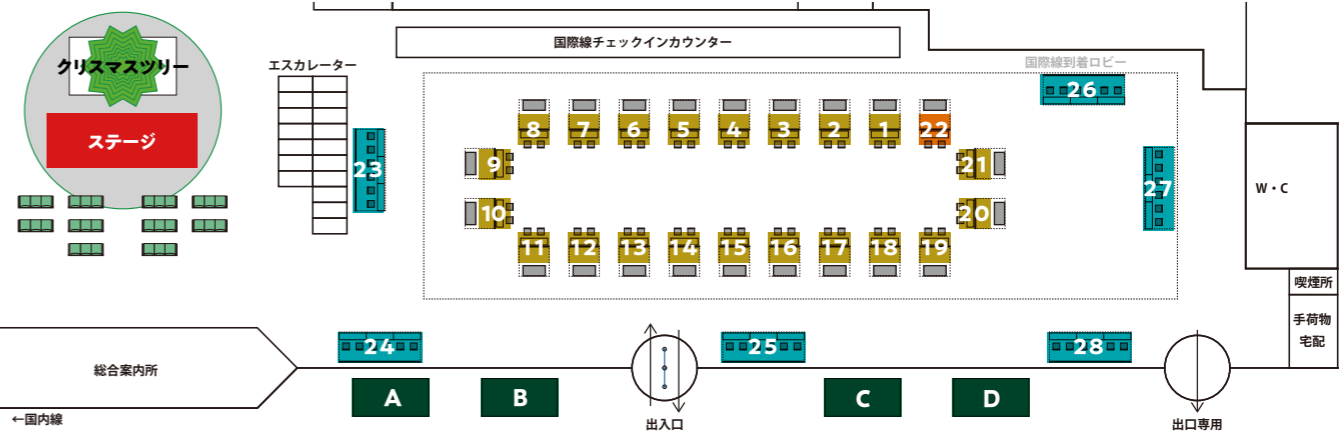 国際線チェックインカウンター
クリスマスツリー
エスカレーター
国際線到着ロビー
ステージ
26
8 7 6 5 4 3 2 1 22
23
9
21
27
W・C
10
20
11 12 13 14 15 16 17 18 19
喫煙所
手荷物
宅配
24
25
28
総合案内所
A
B
C
D
←国内線
出入口
出口専用